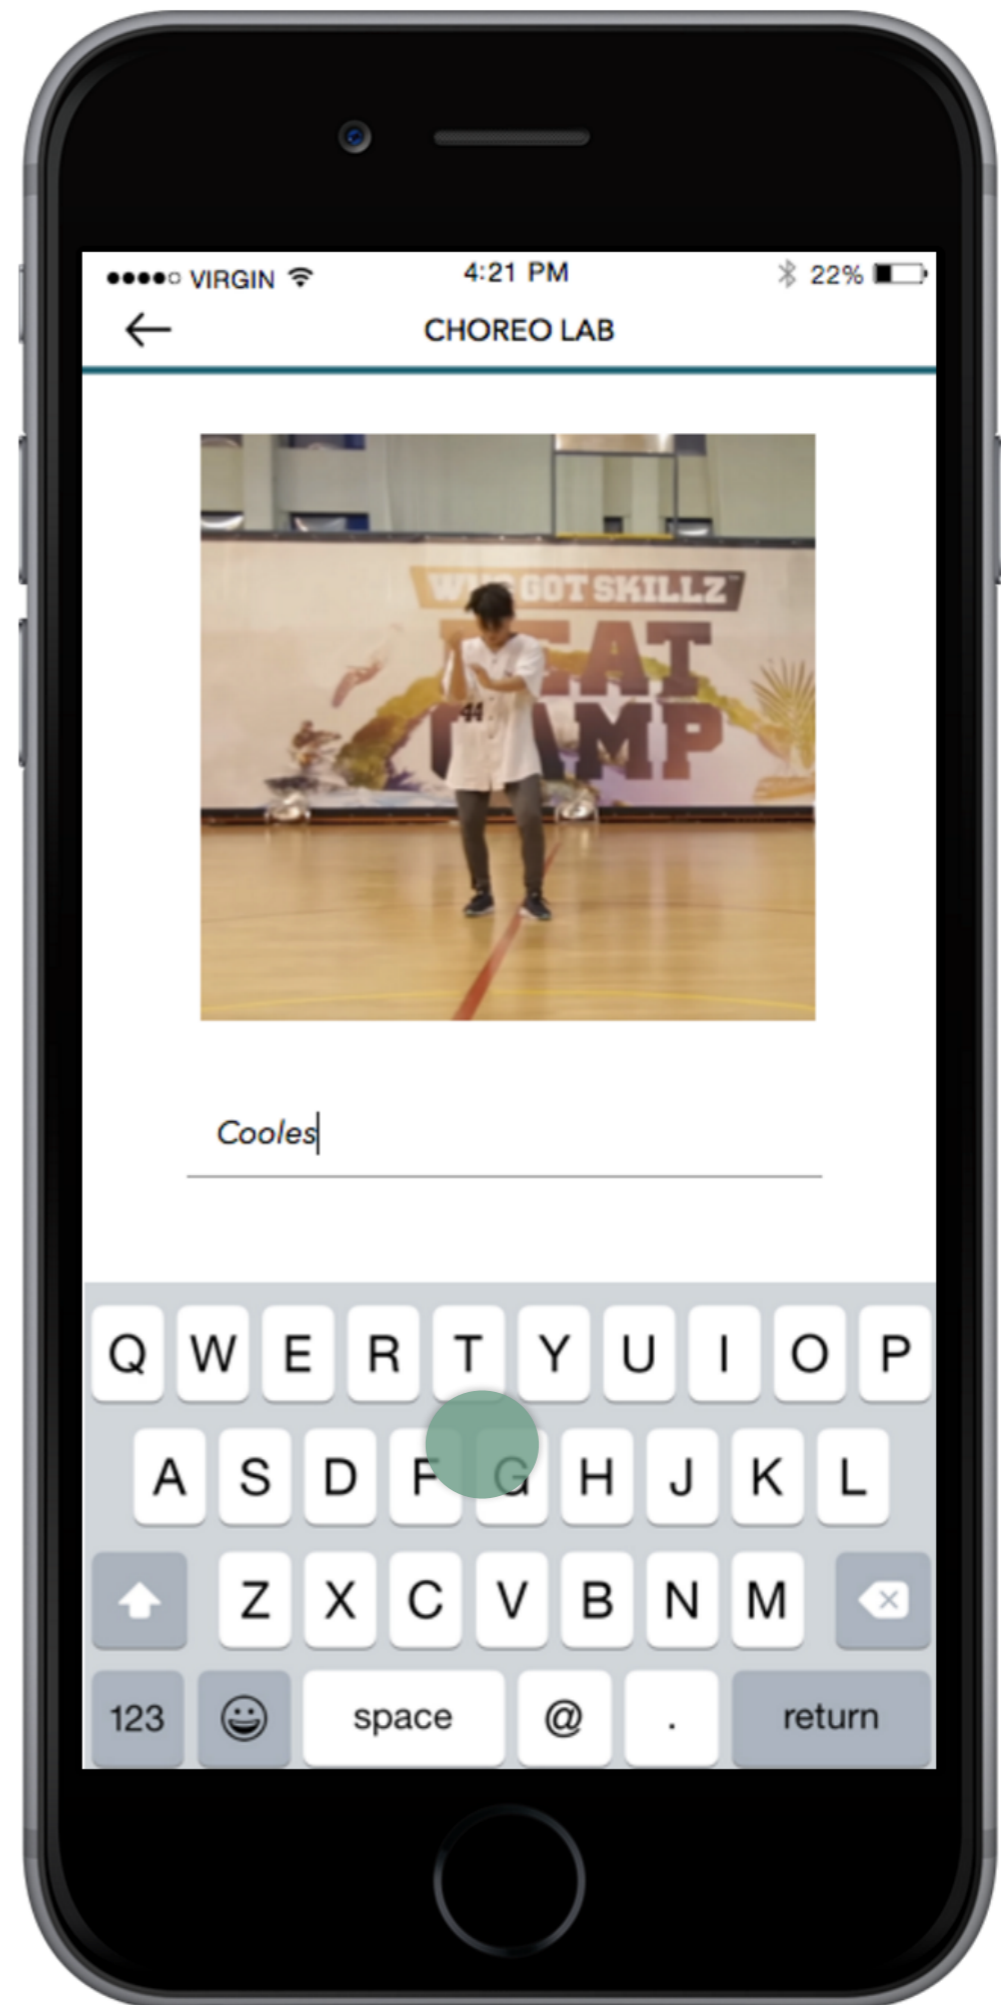 VIRGIN 4:21 PM 22%
CHOREO LAB
GOT SKILLZ
44
Cooles
Q W E R T Y U I O P
A S D F G H J K L
Z X C V B N M
123 space @ . return